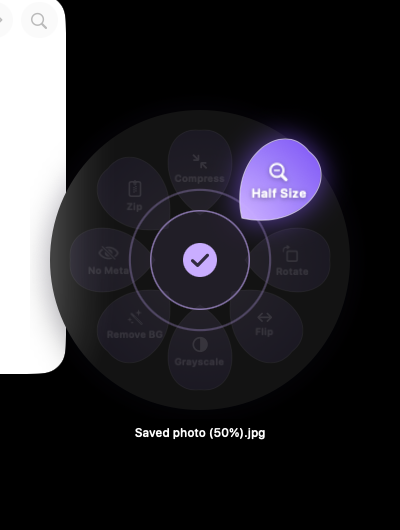 Compress
Half Size
Zip
No Meta
Rotate
Remove BG
Flip
Grayscale
Saved photo (50%).jpg